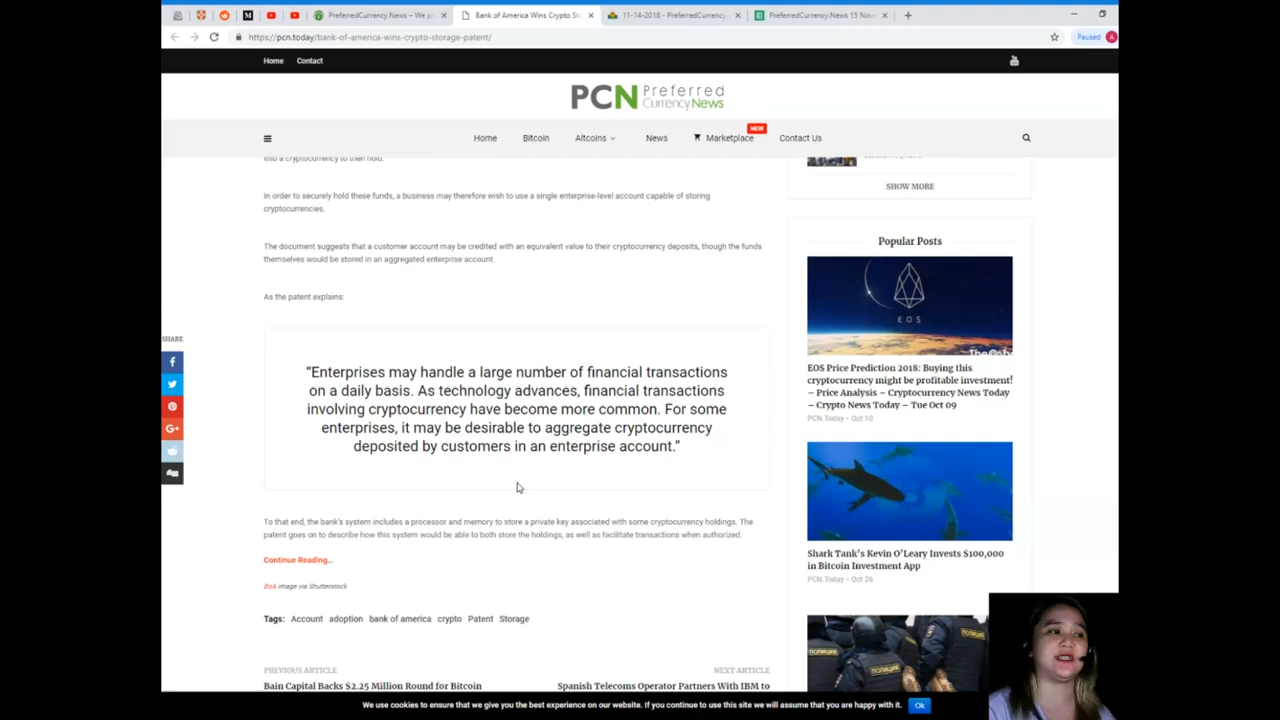 PreferredCurrency.News – We p
Bank of America Wins Crypto St
11-14-2018 - PreferredCurrency
PreferredCurrency.News 15 Nov
https://pcn.today/bank-of-america-wins-crypto-storage-patent/
Paused
A
Home
Contact
PCN Preferred
Currency News
Home
Bitcoin
Altcoins
News
Marketplace
NEW
Contact Us
into a cryptocurrency to then hold.
In order to securely hold these funds, a business may therefore wish to use a single enterprise-level account capable of storing
cryptocurrencies.
The document suggests that a customer account may be credited with an equivalent value to their cryptocurrency deposits, though the funds
themselves would be stored in an aggregated enterprise account.
As the patent explains:
SHARE
“Enterprises may handle a large number of financial transactions
on a daily basis. As technology advances, financial transactions
involving cryptocurrency have become more common. For some
enterprises, it may be desirable to aggregate cryptocurrency
deposited by customers in an enterprise account.”
To that end, the bank's system includes a processor and memory to store a private key associated with some cryptocurrency holdings. The
patent goes on to describe how this system would be able to both store the holdings, as well as facilitate transactions when authorized.
Continue Reading...
BoA image via Shutterstock
Tags: Account adoption bank of america crypto Patent Storage
PREVIOUS ARTICLE
Bain Capital Backs $2.25 Million Round for Bitcoin
NEXT ARTICLE
Spanish Telecoms Operator Partners With IBM to
SHOW MORE
Popular Posts
EOS
EOS Price Prediction 2018: Buying this
cryptocurrency might be profitable investment!
– Price Analysis – Cryptocurrency News Today
– Crypto News Today – Tue Oct 09
PCN.Today • Oct 10
Shark Tank's Kevin O'Leary Invests $100,000
in Bitcoin Investment App
PCN.Today • Oct 26
ПОЛИЦИЯ
ПОЛИЦИЯ
ПОЛИЦИЯ
We use cookies to ensure that we give you the best experience on our website. If you continue to use this site we will assume that you are happy with it.
Ok